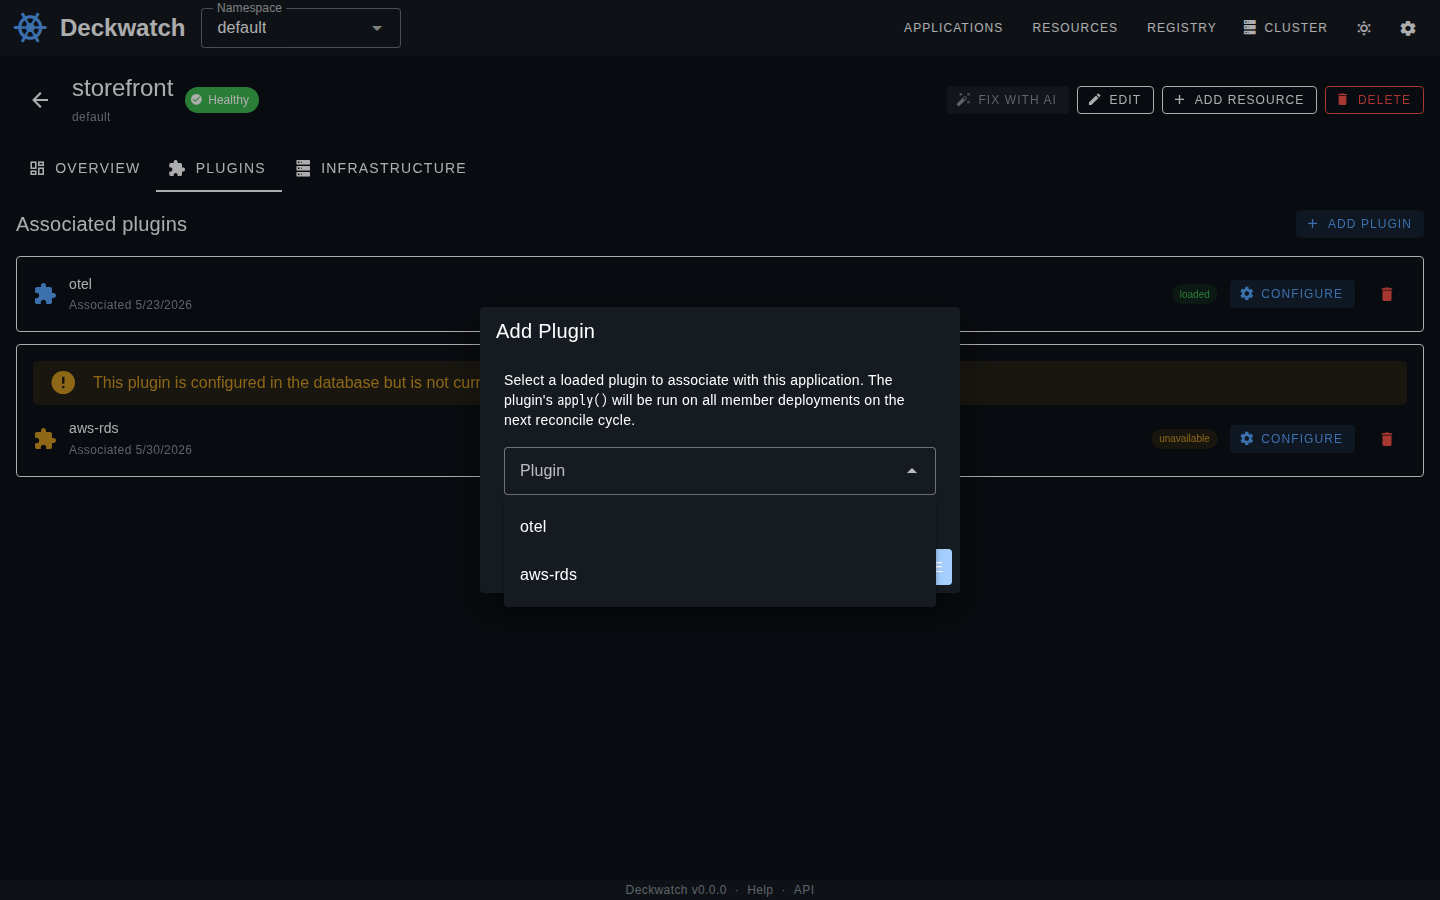 Deckwatch
Namespace
default
APPLICATIONS
RESOURCES
REGISTRY
CLUSTER
storefront
default
Healthy
FIX WITH AI
EDIT
ADD RESOURCE
DELETE
OVERVIEW
PLUGINS
INFRASTRUCTURE
Associated plugins
ADD PLUGIN
otel
Associated 5/23/2026
loaded
CONFIGURE
This plugin is configured in the database but is not
aws-rds
Associated 5/30/2026
unavailable
CONFIGURE
Add Plugin
Select a loaded plugin to associate with this application. The
plugin's apply() will be run on all member deployments on the
next reconcile cycle.
Plugin
otel
aws-rds
Deckwatch v0.0.0 · Help · API